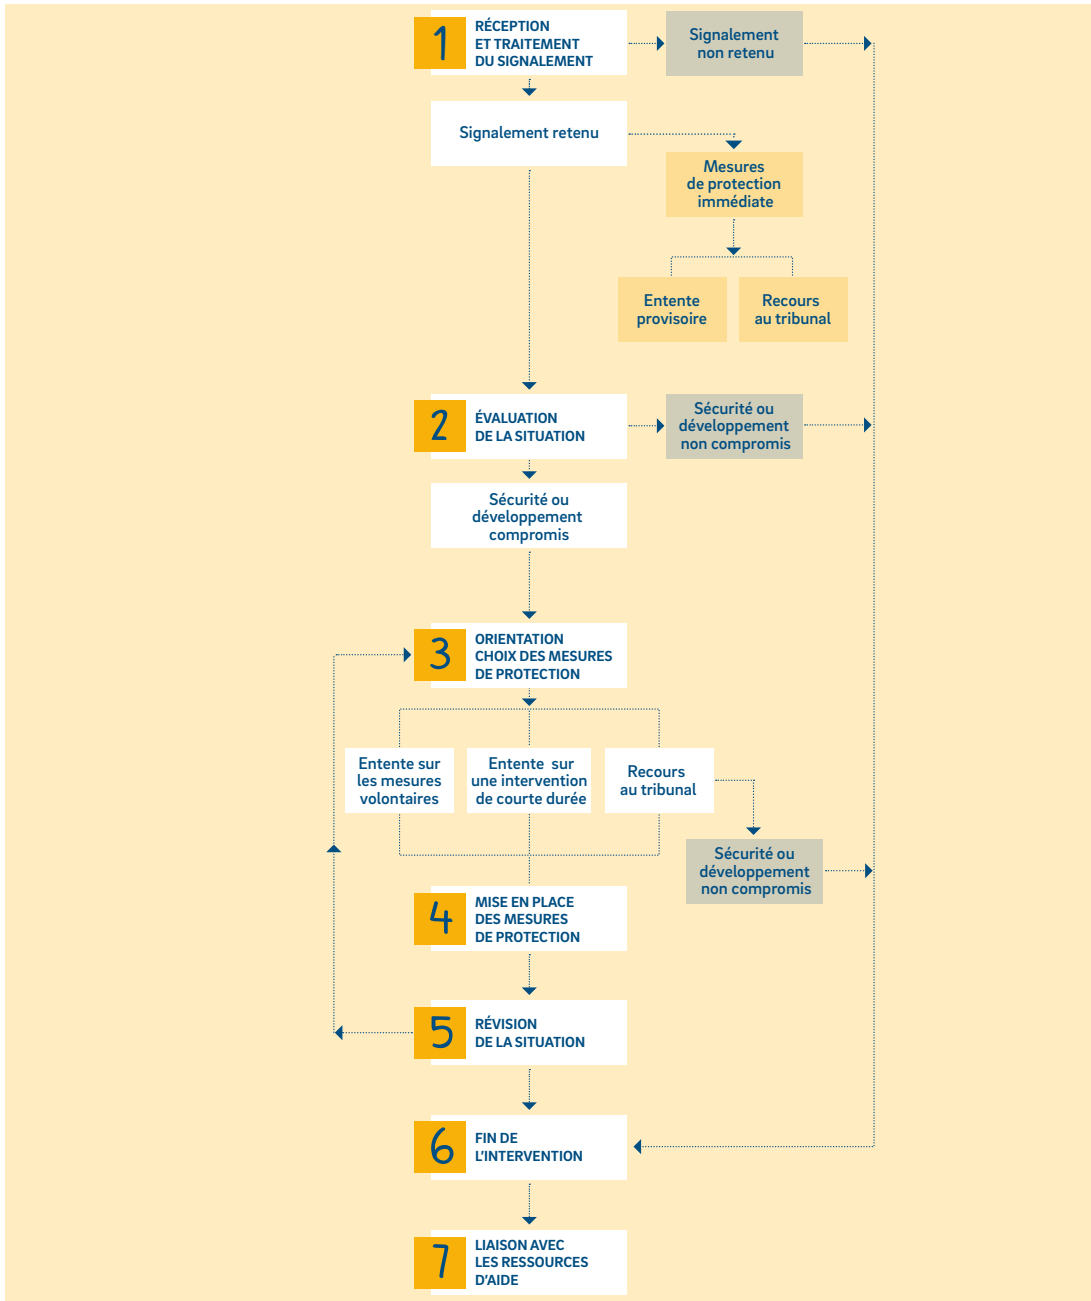 1
RÉCEPTION
ET TRAITEMENT
DU SIGNALEMENT
Signalement
non retenu
Signalement retenu
Mesures
de protection
immédiate
Entente
provisoire
Recours
au tribunal
2
ÉVALUATION
DE LA SITUATION
Sécurité ou
développement
non compromis
Sécurité ou
développement
compromis
3
ORIENTATION
CHOIX DES MESURES
DE PROTECTION
Entente sur
les mesures
volontaires
Entente sur
une intervention
de courte durée
Recours
au tribunal
Sécurité ou
développement
non compromis
4
MISE EN PLACE
DES MESURES
DE PROTECTION
5
RÉVISION
DE LA SITUATION
6
FIN DE
L'INTERVENTION
7
LIAISON AVEC
LES RESSOURCES
D'AIDE